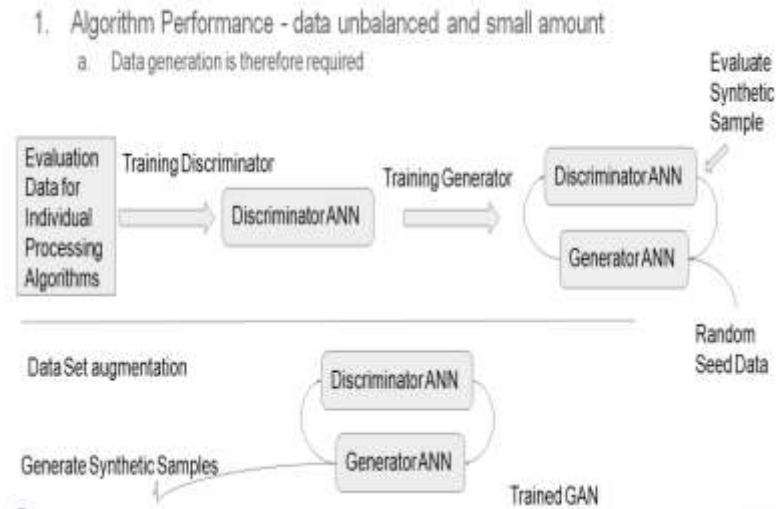 1. Algorithm Performance - data unbalanced and small amount
a. Data generation is therefore required
Evaluate
Synthetic
Sample
Evaluation
Data for
Individual
Processing
Algorithms
Training Discriminator
Discriminator ANN
Training Generator
Discriminator ANN
Generator ANN
Random
Seed Data
Data Set augmentation
Discriminator ANN
Generate Synthetic Samples
Generator ANN
Trained GAN